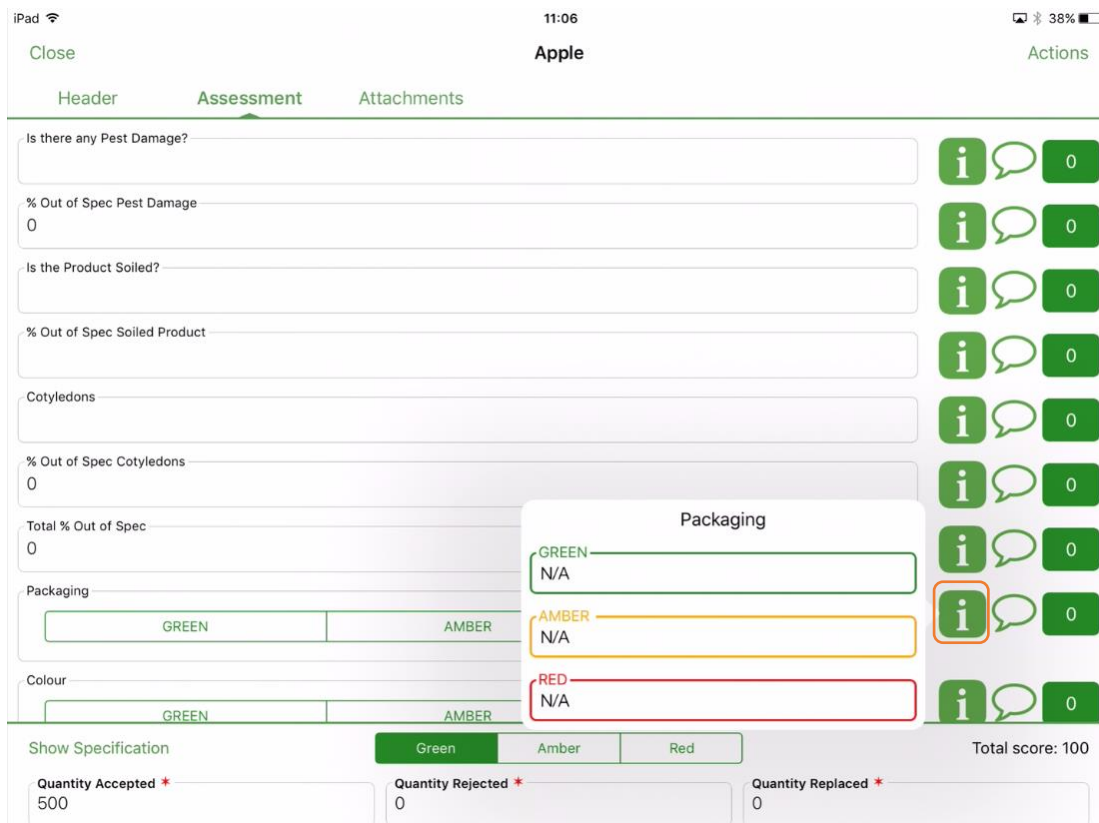 iPad 11:06 38%
Close Apple Actions
Header Assessment Attachments
Is there any Pest Damage?
i 0
% Out of Spec Pest Damage
0 i 0
Is the Product Soiled?
i 0
% Out of Spec Soiled Product
i 0
Cotyledons
i 0
% Out of Spec Cotyledons
0 i 0
Total % Out of Spec
0 i 0
Packaging
GREEN AMBER i 0
Packaging
GREEN
N/A
AMBER
N/A
RED
N/A
Colour
GREEN AMBER i 0
Show Specification Green Amber Red Total score: 100
Quantity Accepted * Quantity Rejected * Quantity Replaced *
500 0 0